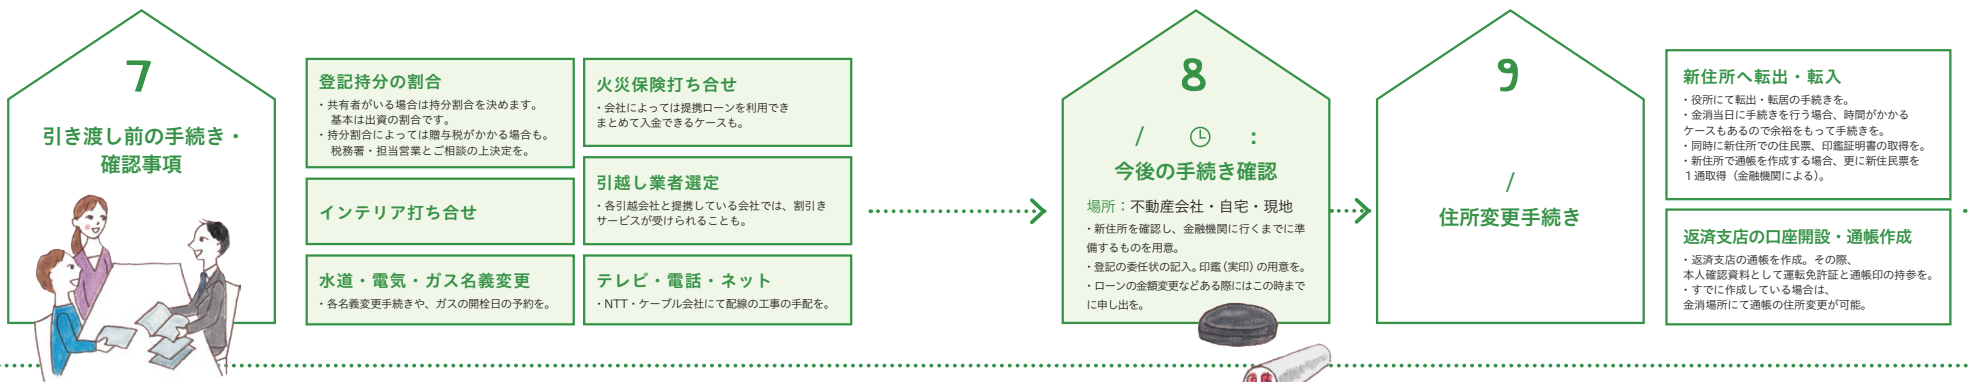 7
引き渡し前の手続き・
確認事項
登記持分の割合
・共有者がいる場合は持分割合を決めます。
基本は出資の割合です。
・持分割合によっては贈与税がかかる場合も。
税務署・担当営業とご相談の上決定を。
インテリア打ち合せ
水道・電気・ガス名義変更
・各名義変更手続きや、ガスの開栓日の予約を。
火災保険打ち合せ
・会社によっては提携ローンを利用でき
まとめて入金できるケースも。
引越し業者選定
・各引越会社と提携している会社では、割引き
サービスが受けられることも。
テレビ・電話・ネット
・NTT・ケーブル会社にて配線の工事の手配を。
8
/ :
今後の手続き確認
場所：不動産会社・自宅・現地
・新住所を確認し、金融機関に行くまでに準
備するものを用意。
・登記の委任状の記入。印鑑（実印）の用意を。
・ローンの金額変更などある際にはこの時まで
に申し出を。
9
/
住所変更手続き
新住所へ転出・転入
・役所にて転出・転居の手続きを。
・金消当日に手続きを行う場合、時間がかかる
ケースもあるので余裕をもって手続きを。
・同時に新住所での住民票、印鑑証明書の取得を。
・新住所で通帳を作成する場合、更に新住民票を
１通取得（金融機関による）。
返済支店の口座開設・通帳作成
・返済支店の通帳を作成。その際、
本人確認資料として運転免許証と通帳印の持参を。
・すでに作成している場合は、
金消場所にて通帳の住所変更が可能。